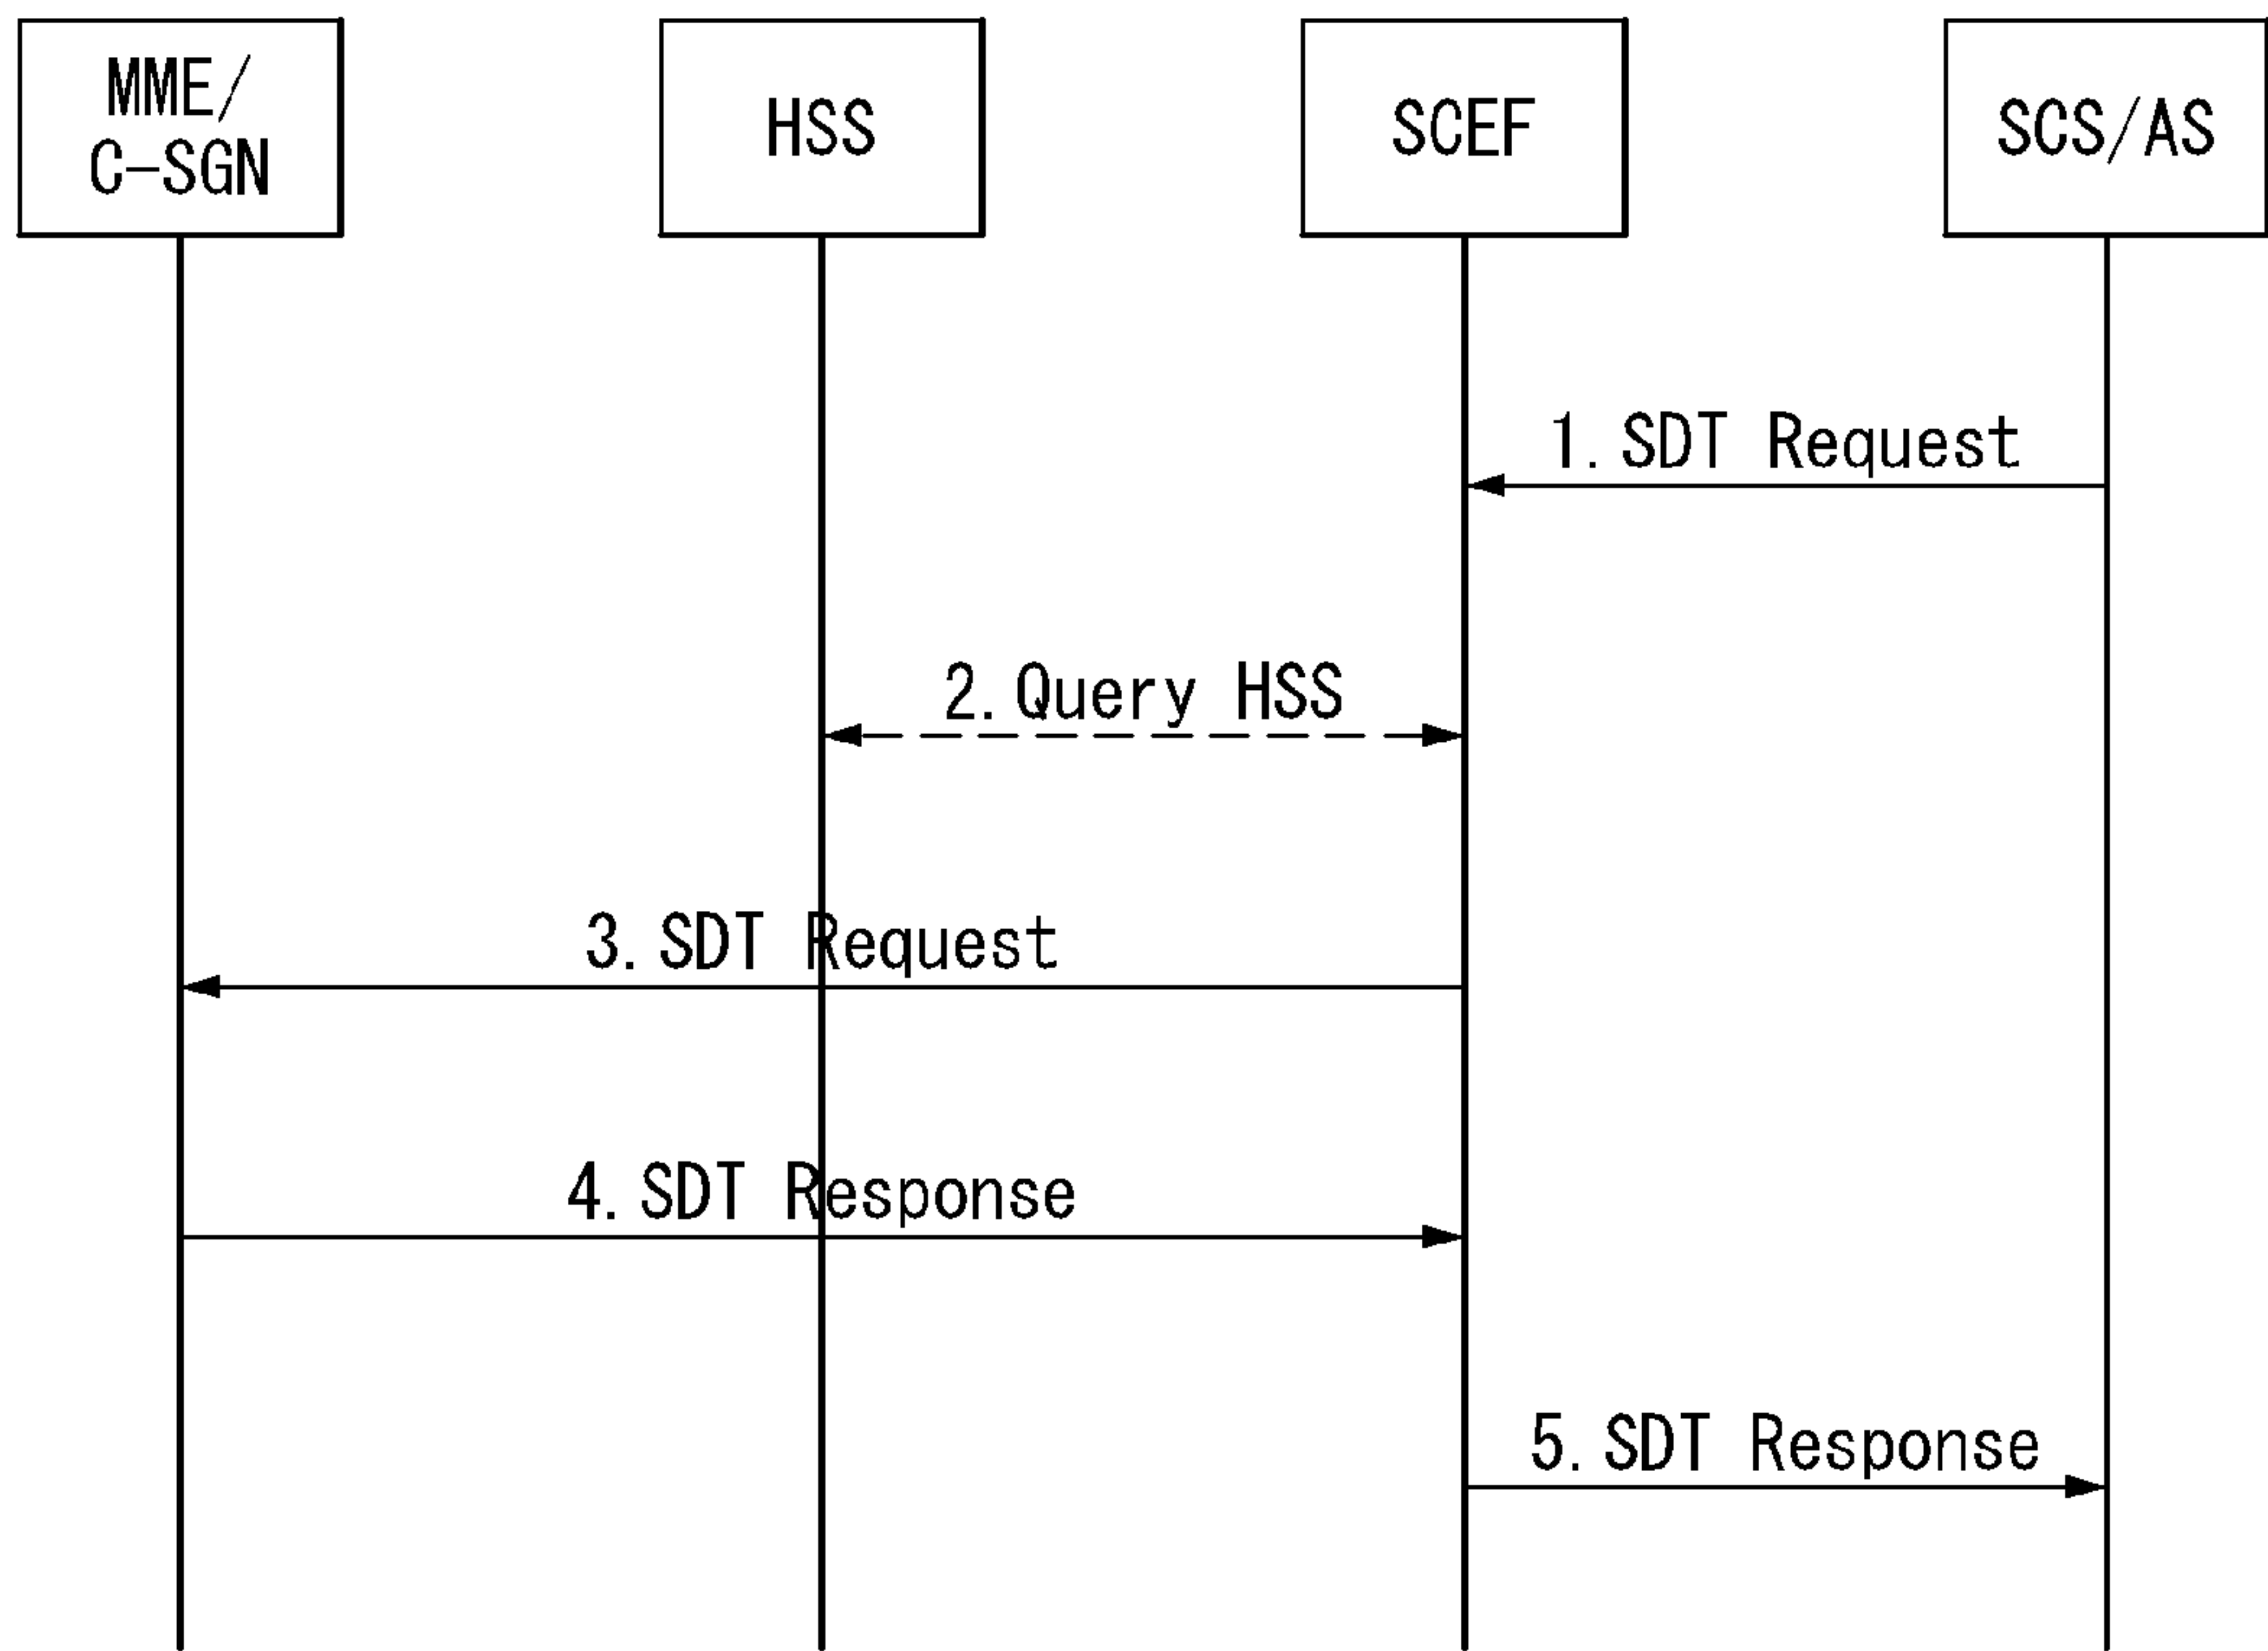 MME/
C-SGN
HSS
SCEF
SCS/AS
1. SDT Request
2. Query HSS
3. SDT Request
4. SDT Response
5. SDT Response